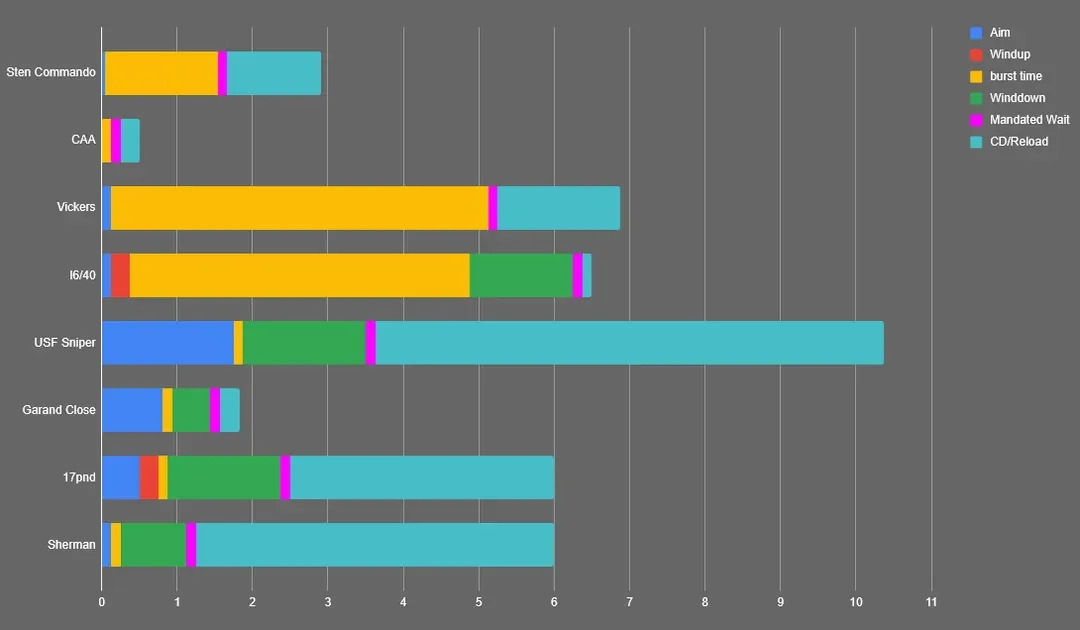 Sten Commando
CAA
Vickers
I6/40
USF Sniper
Garand Close
17pnd
Sherman
0 1 2 3 4 5 6 7 8 9 10 11
Aim
Windup
burst time
Winddown
Mandated Wait
CD/Reload